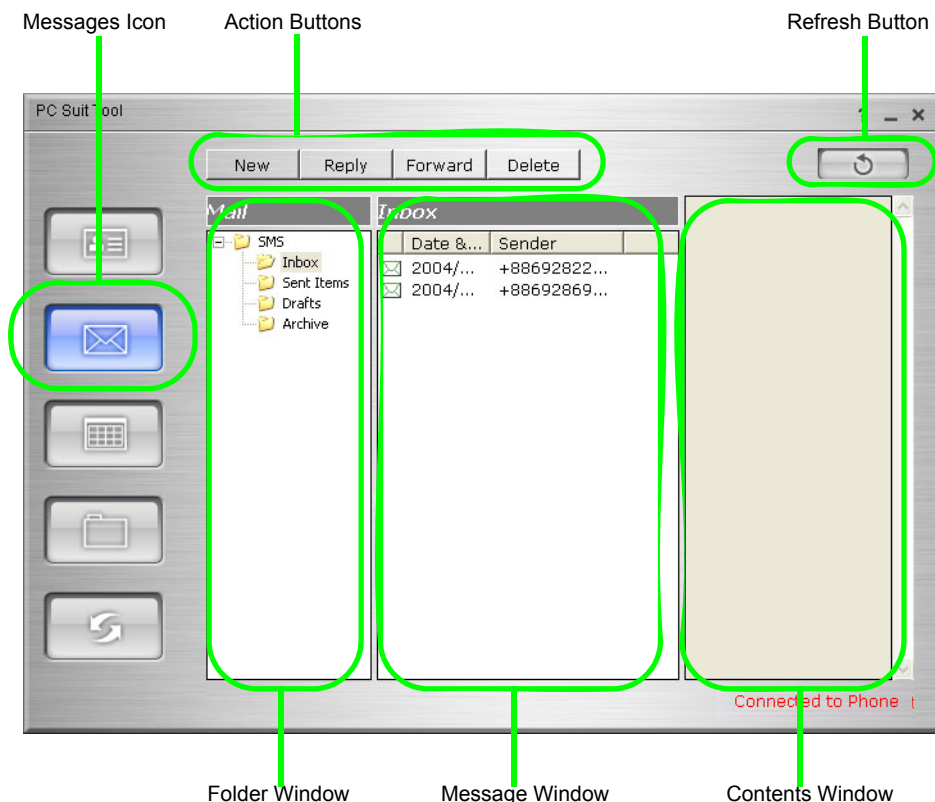 Messages Icon Action Buttons Refresh Button
PC Suit Tool
New Reply Forward Delete
Mail Inbox
SMS
Inbox
Sent Items
Drafts
Archive
Date &... Sender
2004/... +88692822...
2004/... +88692869...
Connected to Phone
Folder Window Message Window Contents Window